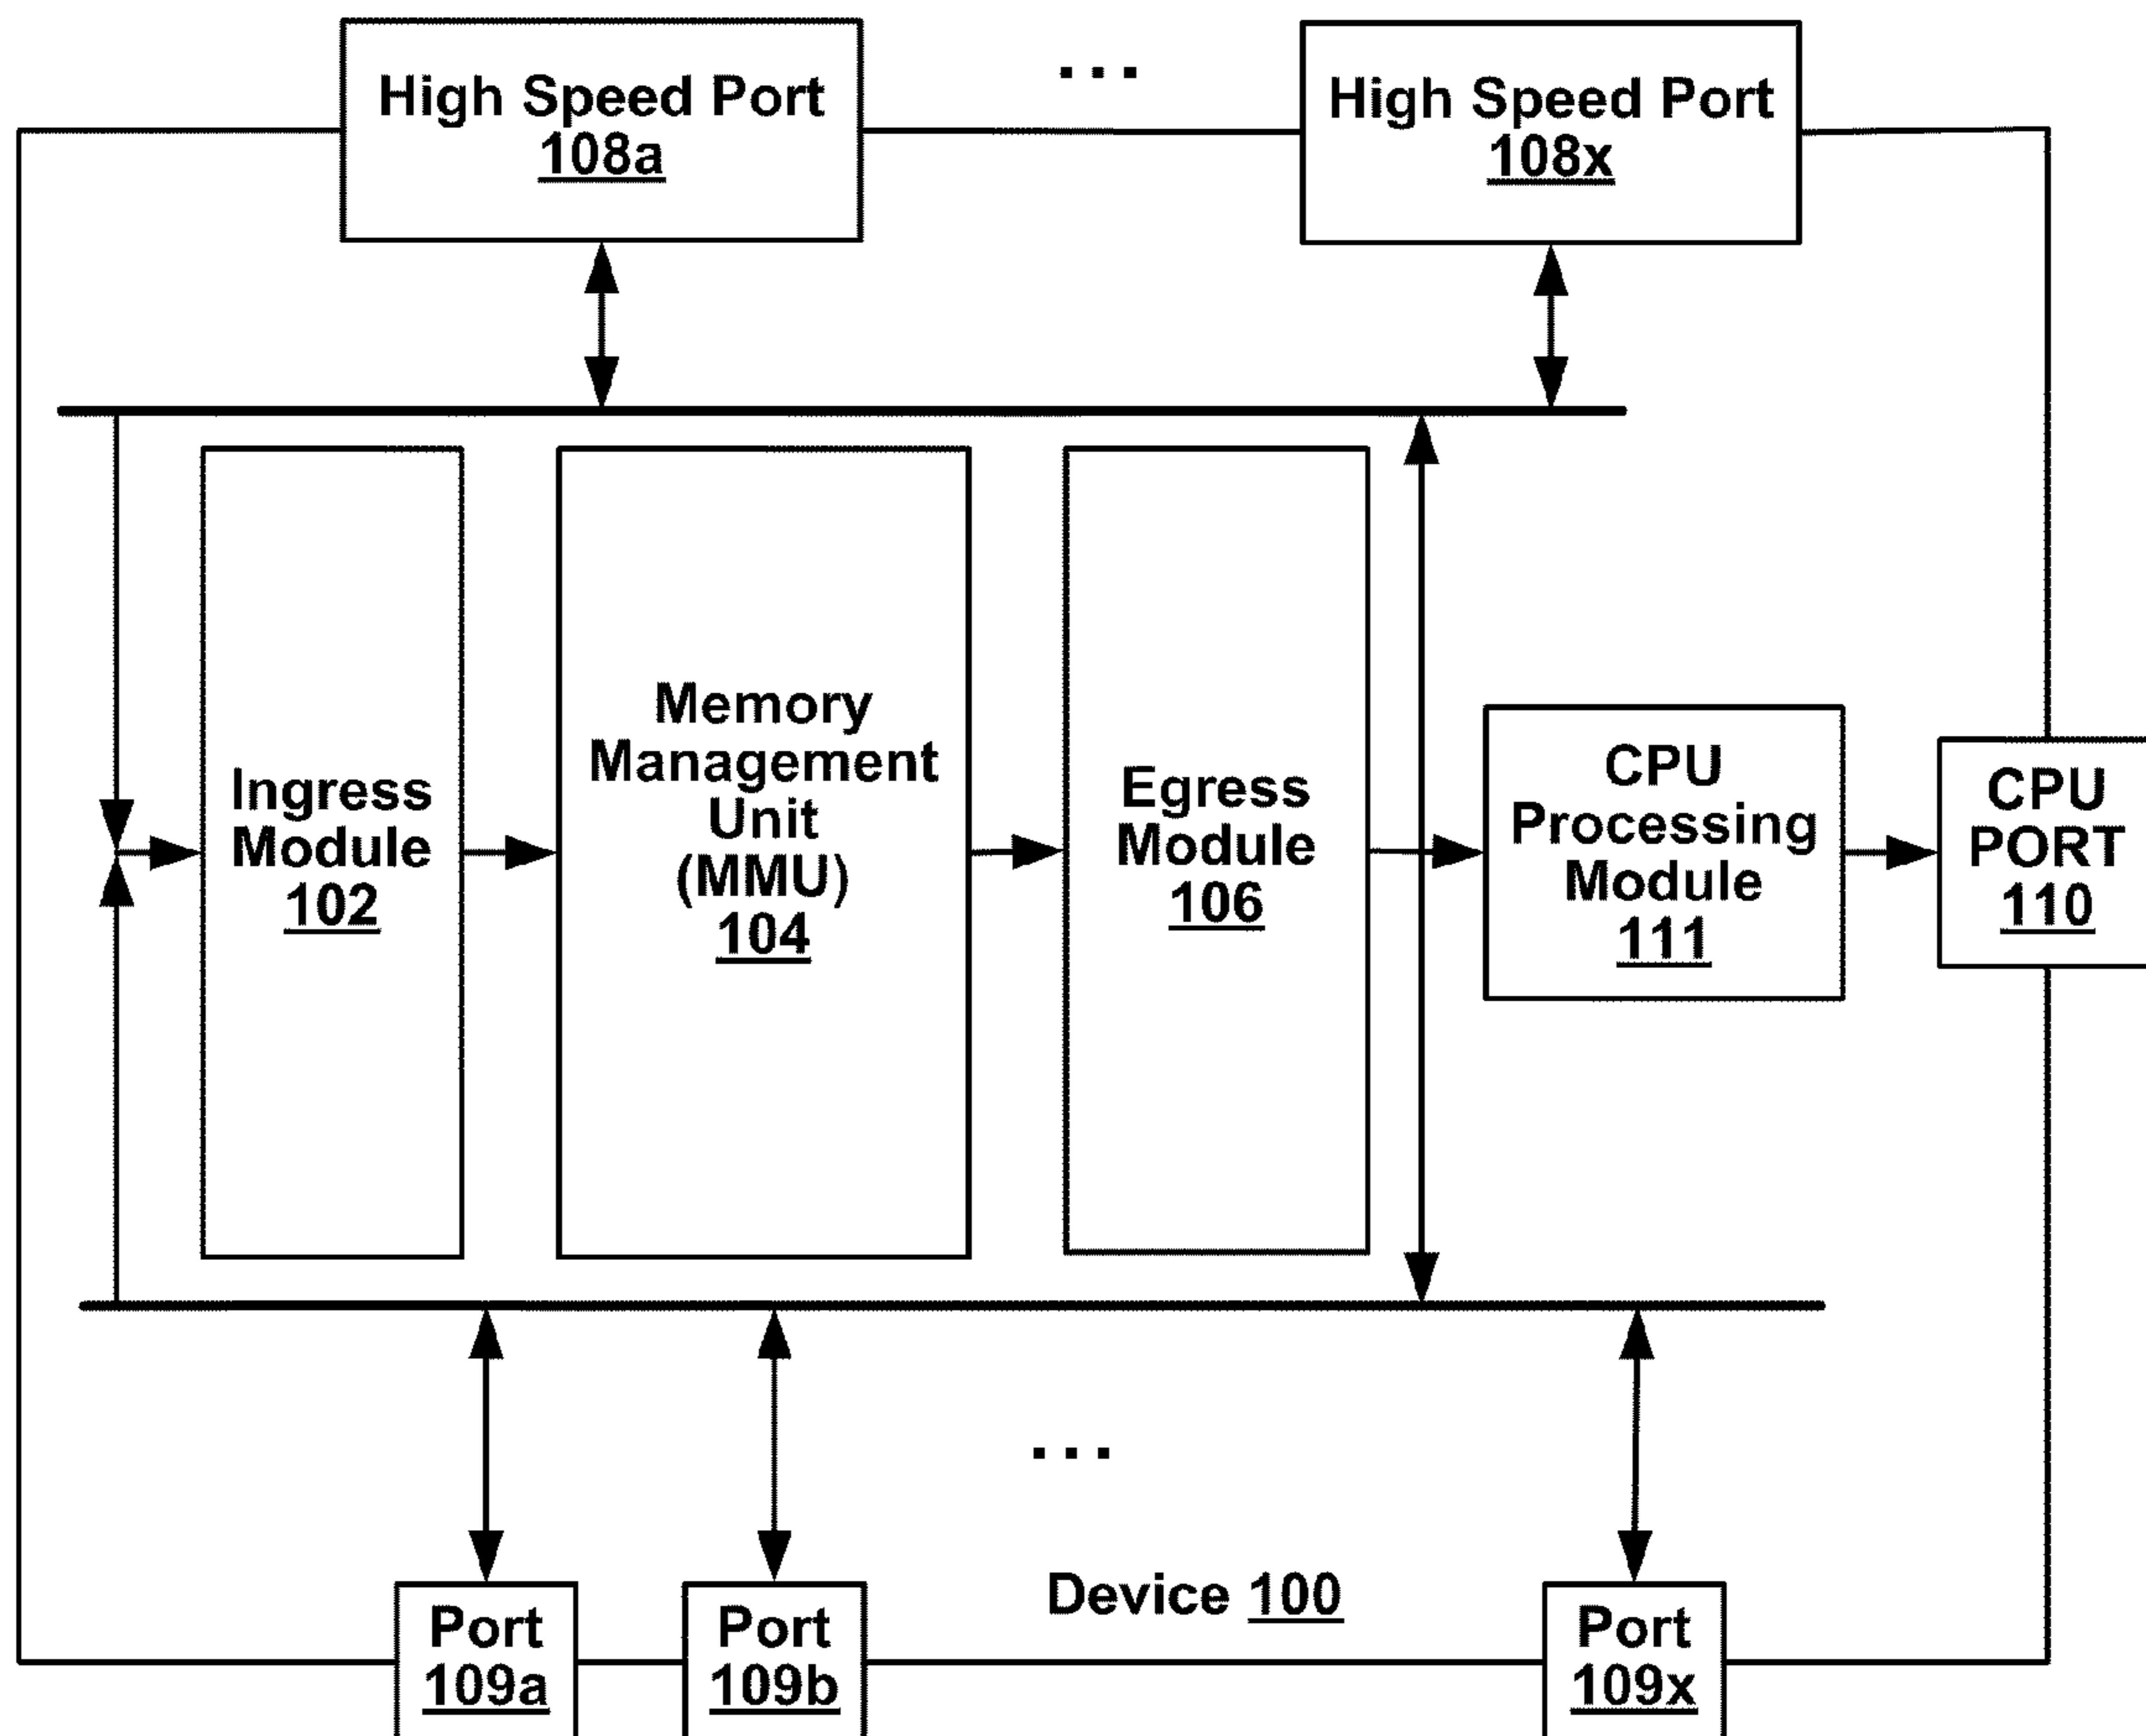 High Speed Port
108a
...
High Speed Port
108x
Ingress
Module
102
Memory
Management
Unit
(MMU)
104
Egress
Module
106
CPU
Processing
Module
111
CPU
PORT
110
...
Device 100
Port
109a
Port
109b
Port
109x